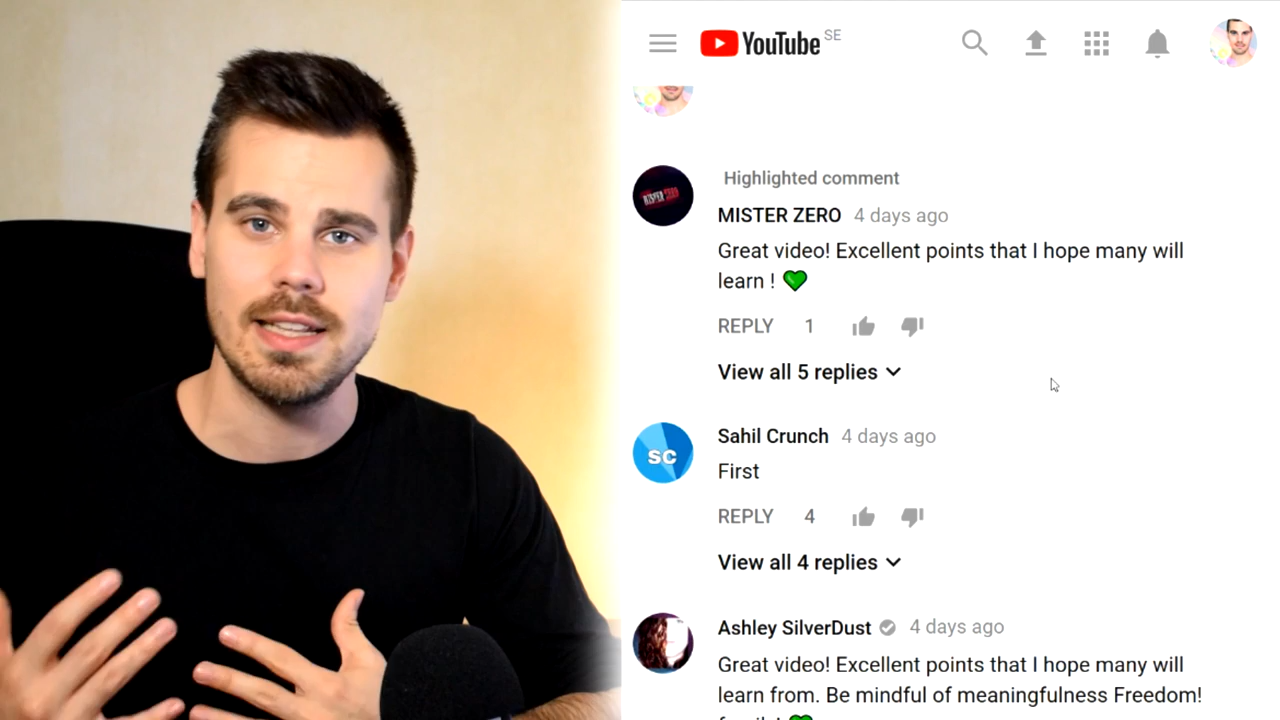 YouTube SE
Highlighted comment
MISTER ZERO 4 days ago
Great video! Excellent points that I hope many will
learn ! 💚
REPLY 1
View all 5 replies
SC
Sahil Crunch 4 days ago
First
REPLY 4
View all 4 replies
Ashley SilverDust 4 days ago
Great video! Excellent points that I hope many will
learn from. Be mindful of meaningfulness Freedom!